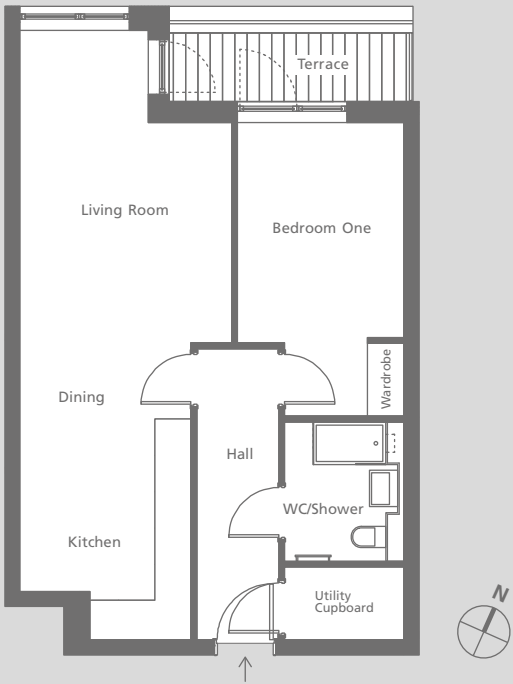 Terrace
Living Room
Bedroom One
Wardrobe
Dining
Hall
WC/Shower
Kitchen
Utility
Cupboard
N